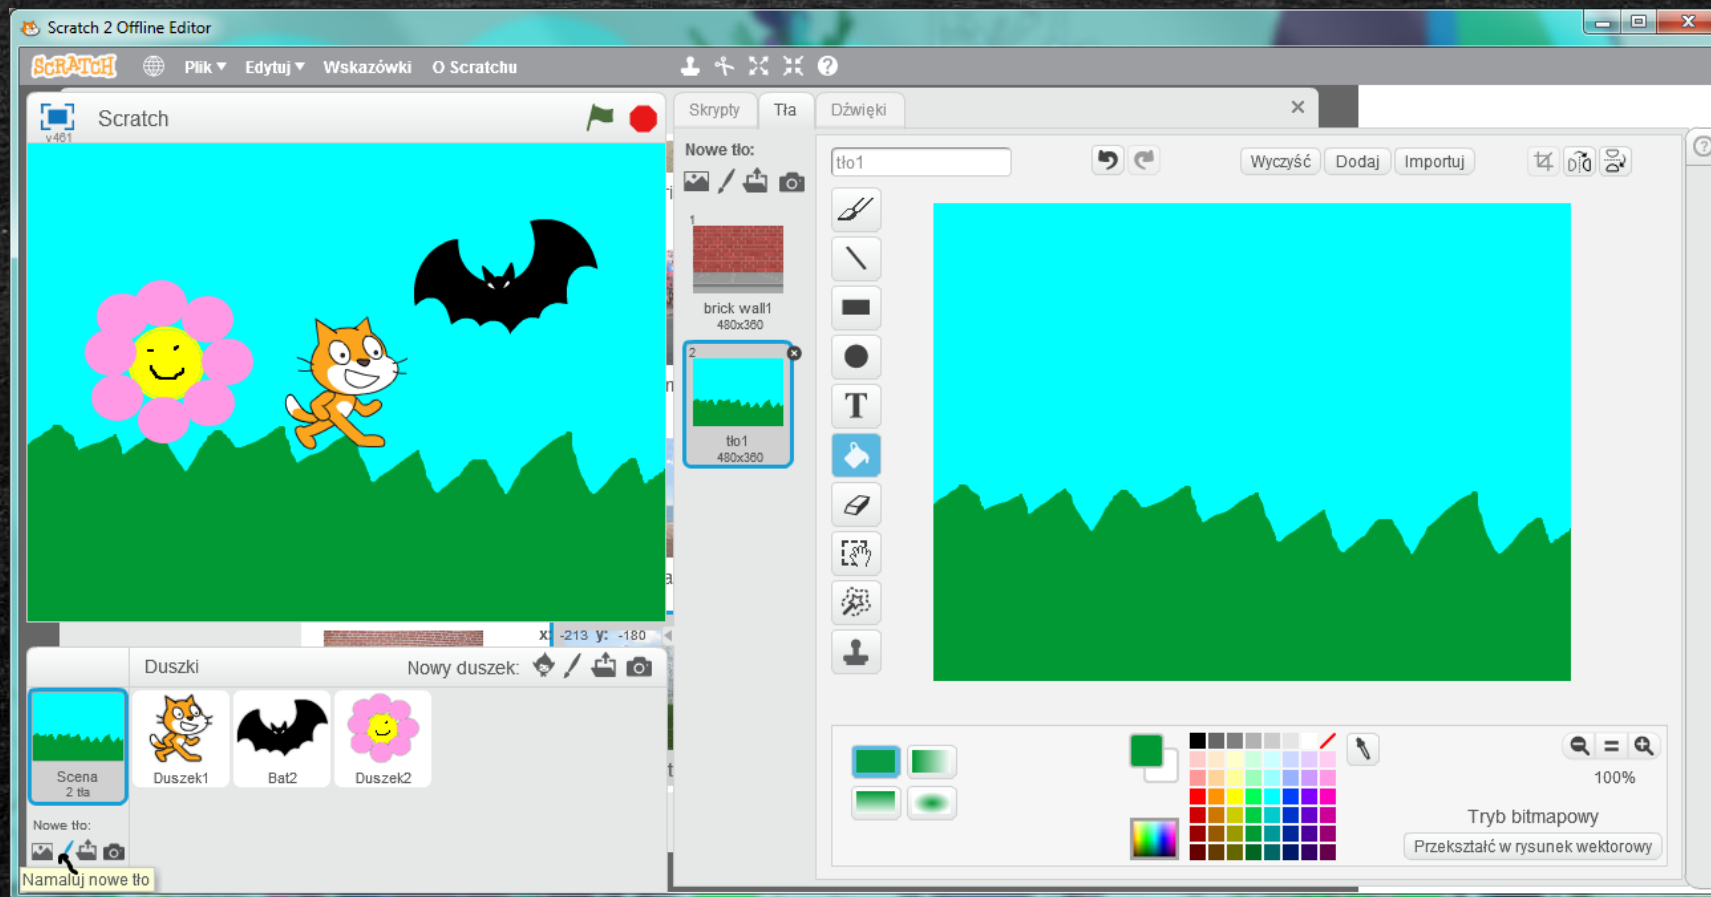 Scratch 2 Offline Editor
SCRATCH Plik Edytuj Wskazówki O Scratchu
v461 Scratch
Skrypty Tła Dźwięki
Nowe tło:
tło1
Wyczyść Dodaj Importuj
1
brick wall1
480x360
2
tło1
480x360
T
x: -213 y: -180
Duszki Nowy duszek:
Scena
2 tła
Duszek1 Bat2 Duszek2
Nowe tło:
Namaluj nowe tło
100%
Tryb bitmapowy
Przekształć w rysunek wektorowy